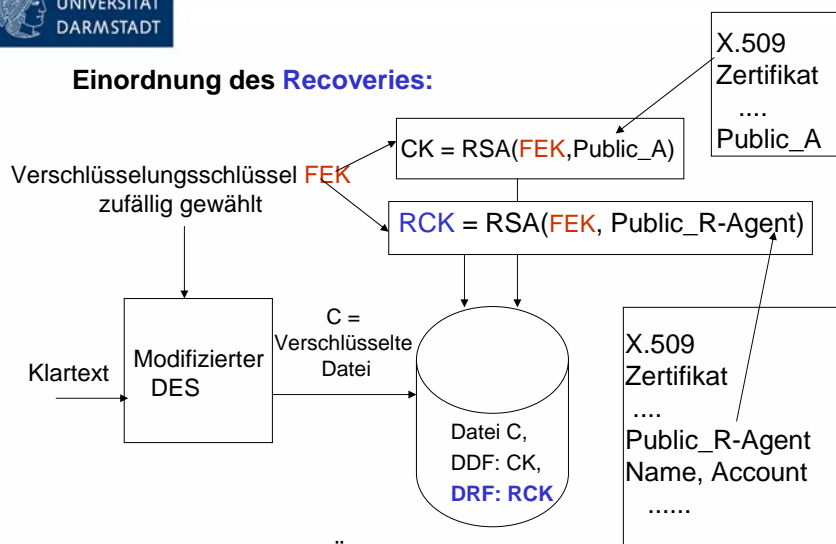 UNIVERSITÄT
DARMSTADT
Einordnung des Recoveries:
X.509
Zertifikat
....
Public_A
CK = RSA(FEK,Public_A)
Verschlüsselungsschlüssel FEK
zufällig gewählt
RCK = RSA(FEK, Public_R-Agent)
C =
Verschlüsselte
Datei
Klartext
Modifizierter
DES
Datei C,
DDF: CK,
DRF: RCK
X.509
Zertifikat
....
Public_R-Agent
Name, Account
......